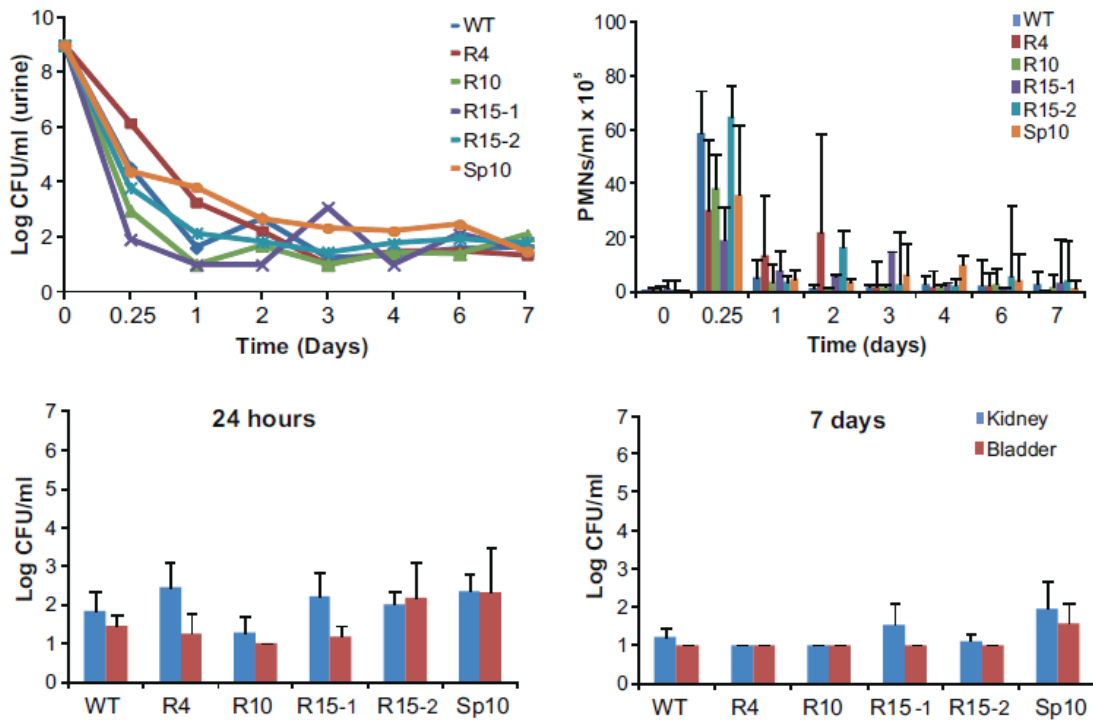 10
8
6
4
2
0
Log CFU/ml (urine)
WT
R4
R10
R15-1
R15-2
Sp10
0 0.25 1 2 3 4 6 7
Time (Days)
100
80
60
40
20
0
PMNs/ml x 10⁵
WT
R4
R10
R15-1
R15-2
Sp10
0 0.25 1 2 3 4 6 7
Time (days)
24 hours
7
6
5
4
3
2
1
0
Log CFU/ml
WT R4 R10 R15-1 R15-2 Sp10
7 days
Kidney
Bladder
7
6
5
4
3
2
1
0
Log CFU/ml
WT R4 R10 R15-1 R15-2 Sp10